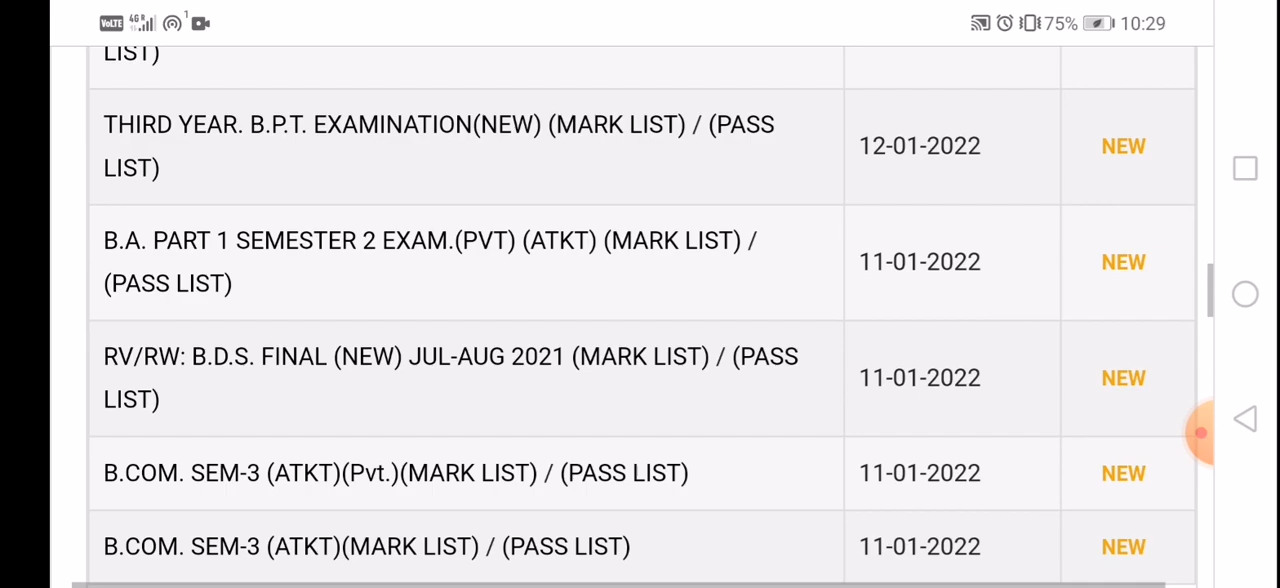 VoLTE 4G R 1 75% 10:29
LIST)
THIRD YEAR. B.P.T. EXAMINATION(NEW) (MARK LIST) / (PASS
LIST)
12-01-2022
NEW
B.A. PART 1 SEMESTER 2 EXAM.(PVT) (ATKT) (MARK LIST) /
(PASS LIST)
11-01-2022
NEW
RV/RW: B.D.S. FINAL (NEW) JUL-AUG 2021 (MARK LIST) / (PASS
LIST)
11-01-2022
NEW
B.COM. SEM-3 (ATKT)(Pvt.)(MARK LIST) / (PASS LIST) 11-01-2022 NEW
B.COM. SEM-3 (ATKT)(MARK LIST) / (PASS LIST) 11-01-2022 NEW